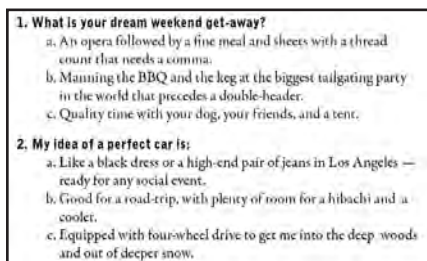 1. What is your dream weekend get-away?
a. An opera followed by a fine meal and sheets with a thread
count that needs a comma.
b. Manning the BBQ and the keg at the biggest tailgating party
in the world that precedes a double-header.
c. Quality time with your dog, your friends, and a tent.
2. My idea of a perfect car is:
a. Like a black dress or a high-end pair of jeans in Los Angeles —
ready for any social event.
b. Good for a road-trip, with plenty of room for a hibachi and a
cooler.
c. Equipped with four-wheel drive to get me into the deep woods
and out of deeper snow.